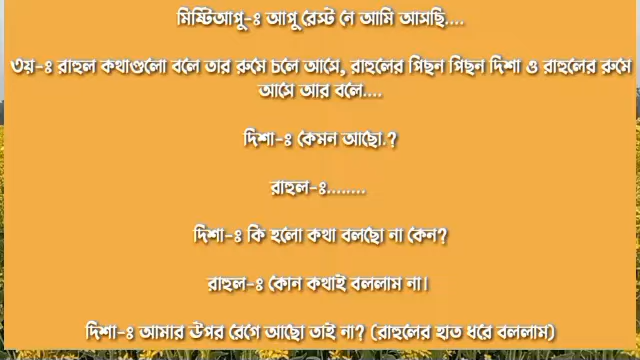 মিষ্টিআপু-ঃ আপু রেস্ট নে আমি আসছি....
৩য়-ঃ রাহুল কথাগুলো বলে তার রুমে চলে আসে, রাহুলের পিছন পিছন দিশা ও রাহুলের রুমে
আসে আর বলে....
দিশা-ঃ কেমন আছো.?
রাহুল-ঃ........
দিশা-ঃ কি হলো কথা বলছো না কেন?
রাহুল-ঃ কোন কথাই বললাম না।
দিশা-ঃ আমার উপর রেগে আছো তাই না? (রাহুলের হাত ধরে বললাম)